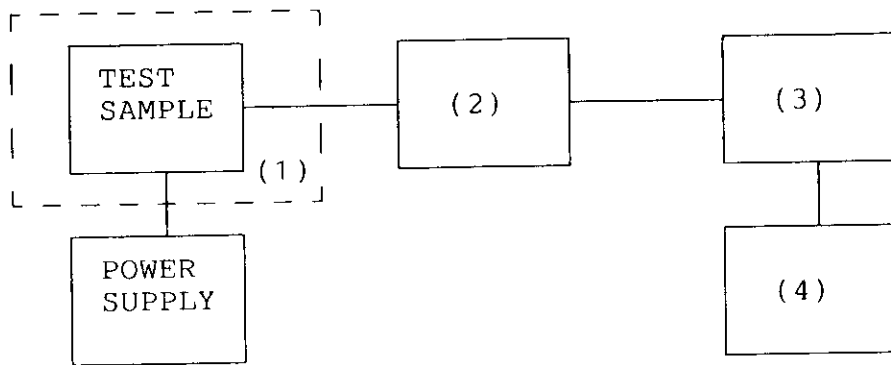 TEST
SAMPLE
(1)
(2)
(3)
POWER
SUPPLY
(4)